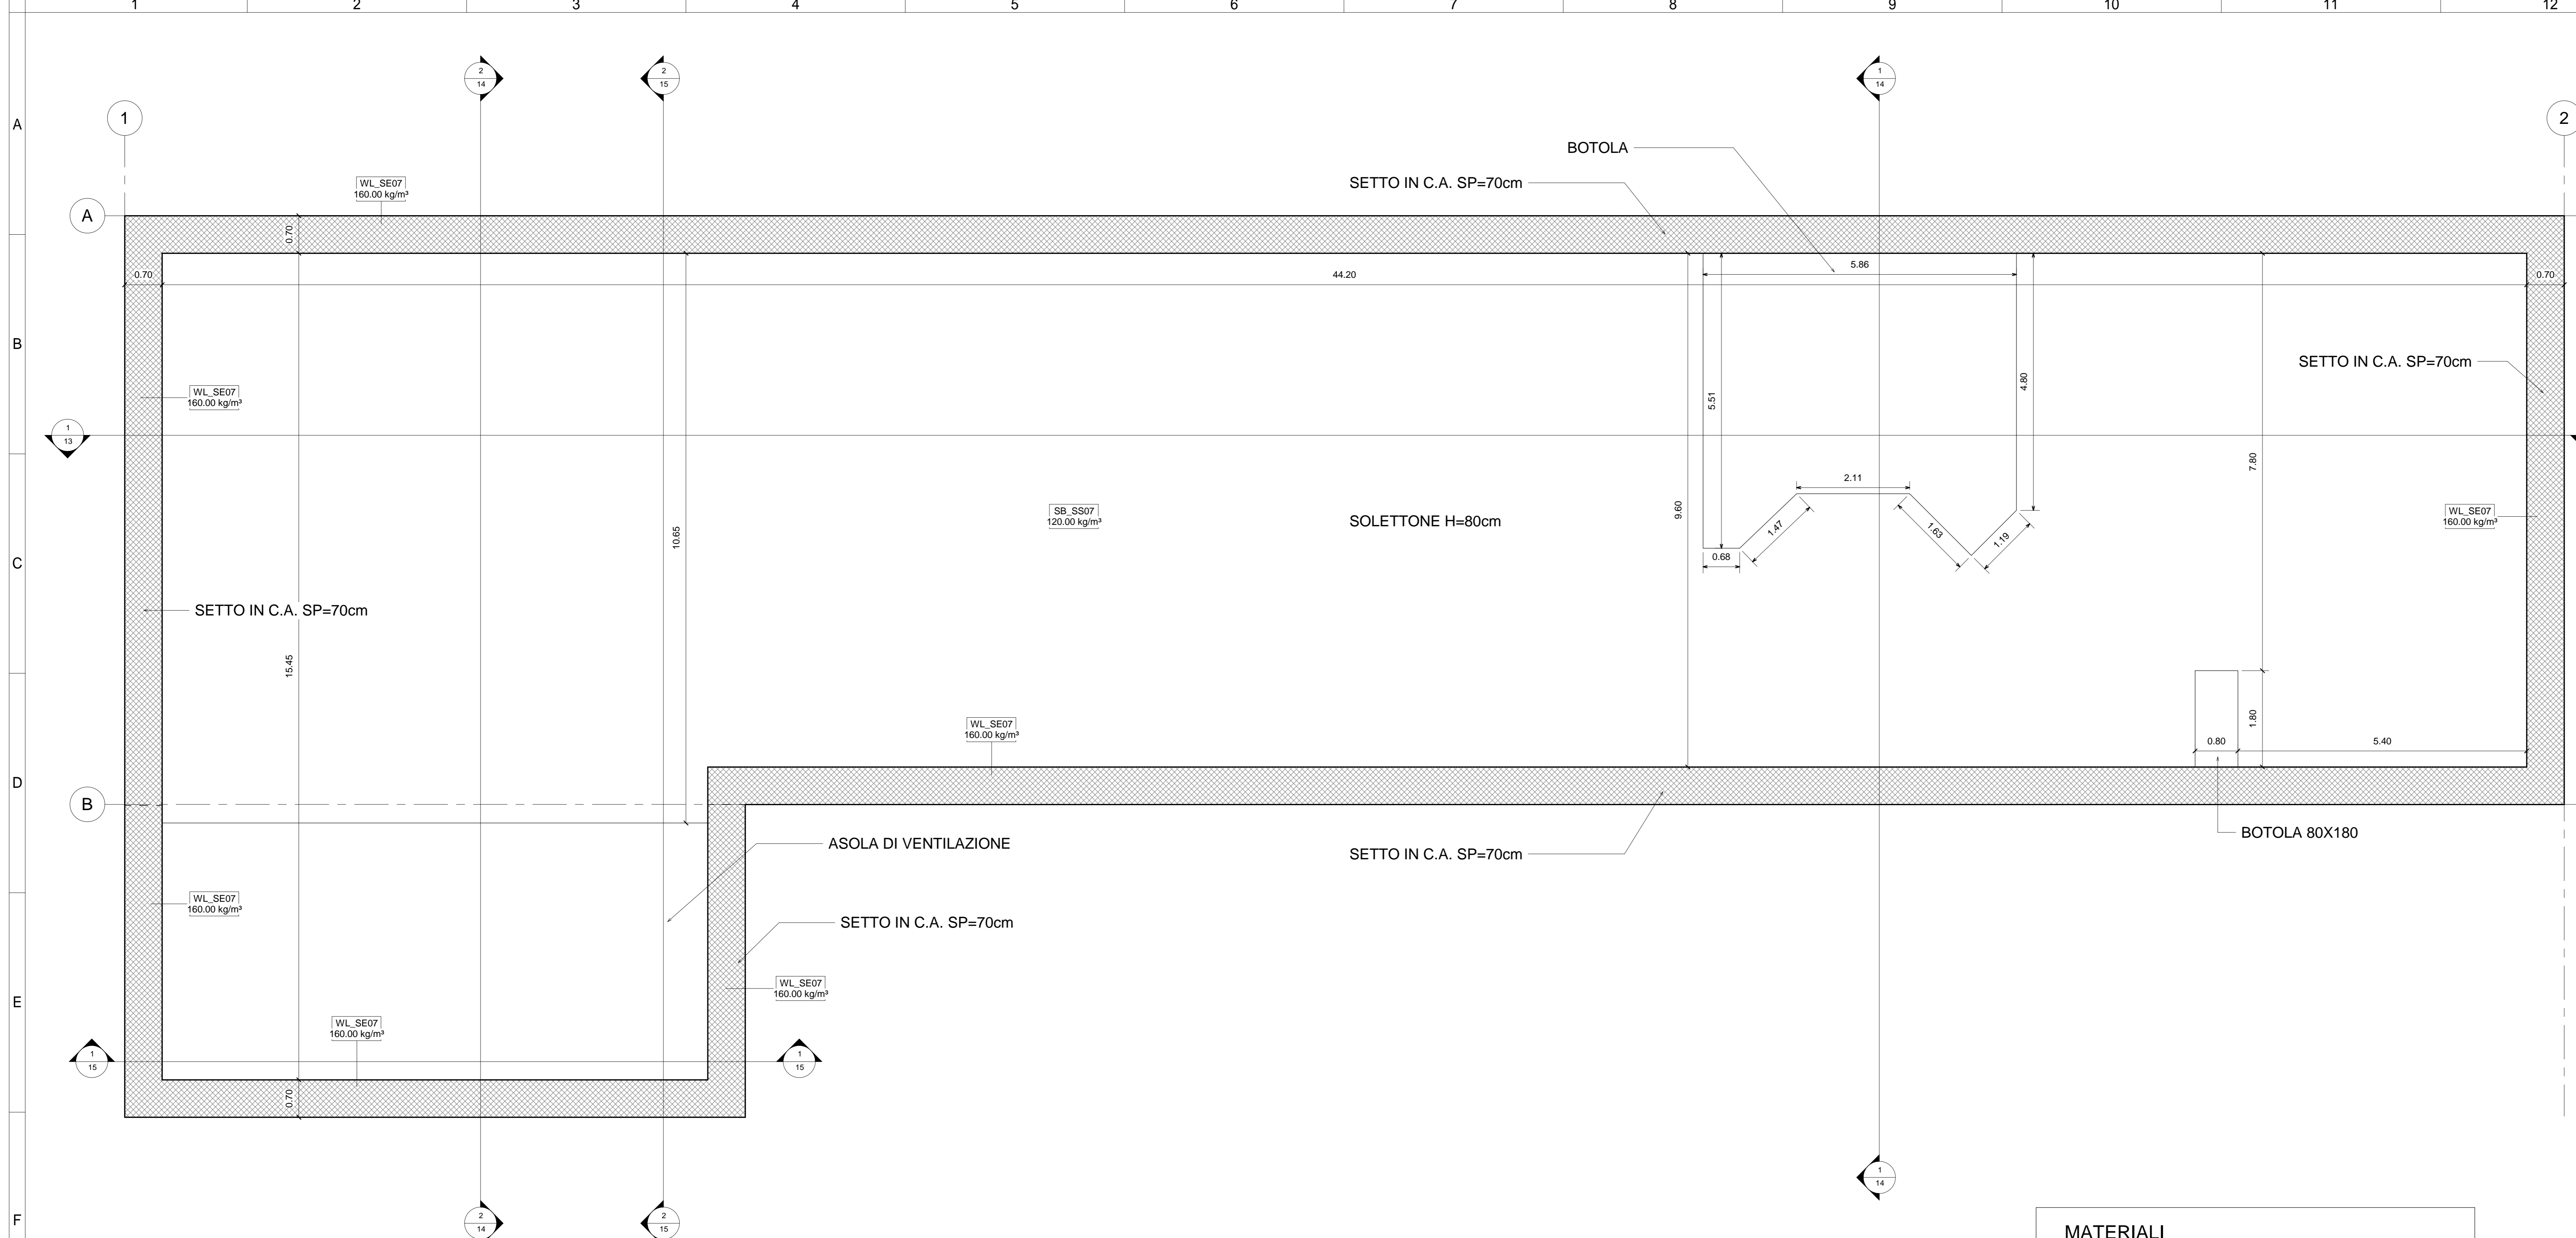 1 2 3 4 5 6 7 8 9 10 11 12
2
14
2
15
1
14
A
1
2
BOTOLA
SETTO IN C.A. SP=70cm
WL_SE07
160.00 kg/m³
A
0.70
0.70
44.20
5.86
0.70
B
SETTO IN C.A. SP=70cm
4.80
5.51
WL_SE07
160.00 kg/m³
1
13
7.80
2.11
9.60
SB_SS07
120.00 kg/m³
SOLETTONE H=80cm
WL_SE07
160.00 kg/m³
10.65
1.47
1.63
1.19
0.68
C
SETTO IN C.A. SP=70cm
15.45
WL_SE07
160.00 kg/m³
1.80
0.80
5.40
D
B
BOTOLA 80X180
ASOLA DI VENTILAZIONE
SETTO IN C.A. SP=70cm
WL_SE07
160.00 kg/m³
SETTO IN C.A. SP=70cm
WL_SE07
160.00 kg/m³
E
WL_SE07
160.00 kg/m³
1
15
1
15
0.70
1
14
F
2
14
2
15
MATERIALI